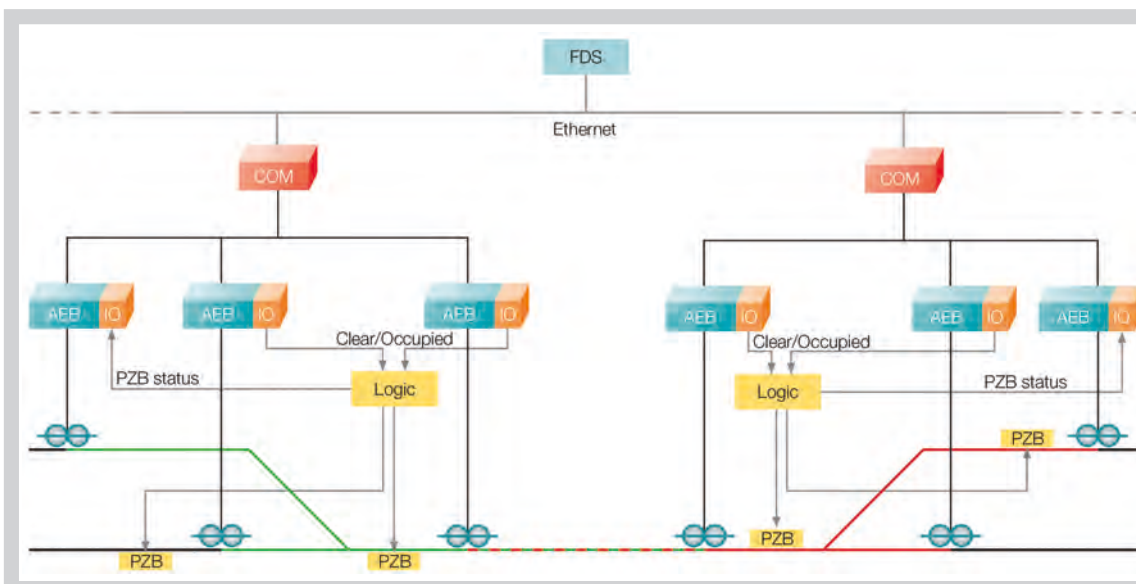 FDS
Ethernet
COM
COM
AEB IO
AEB IO
AEB IO
AEB IO
AEB IO
AEB IO
Clear/Occupied
Clear/Occupied
PZB status
Logic
Logic
PZB status
PZB
PZB
PZB
PZB